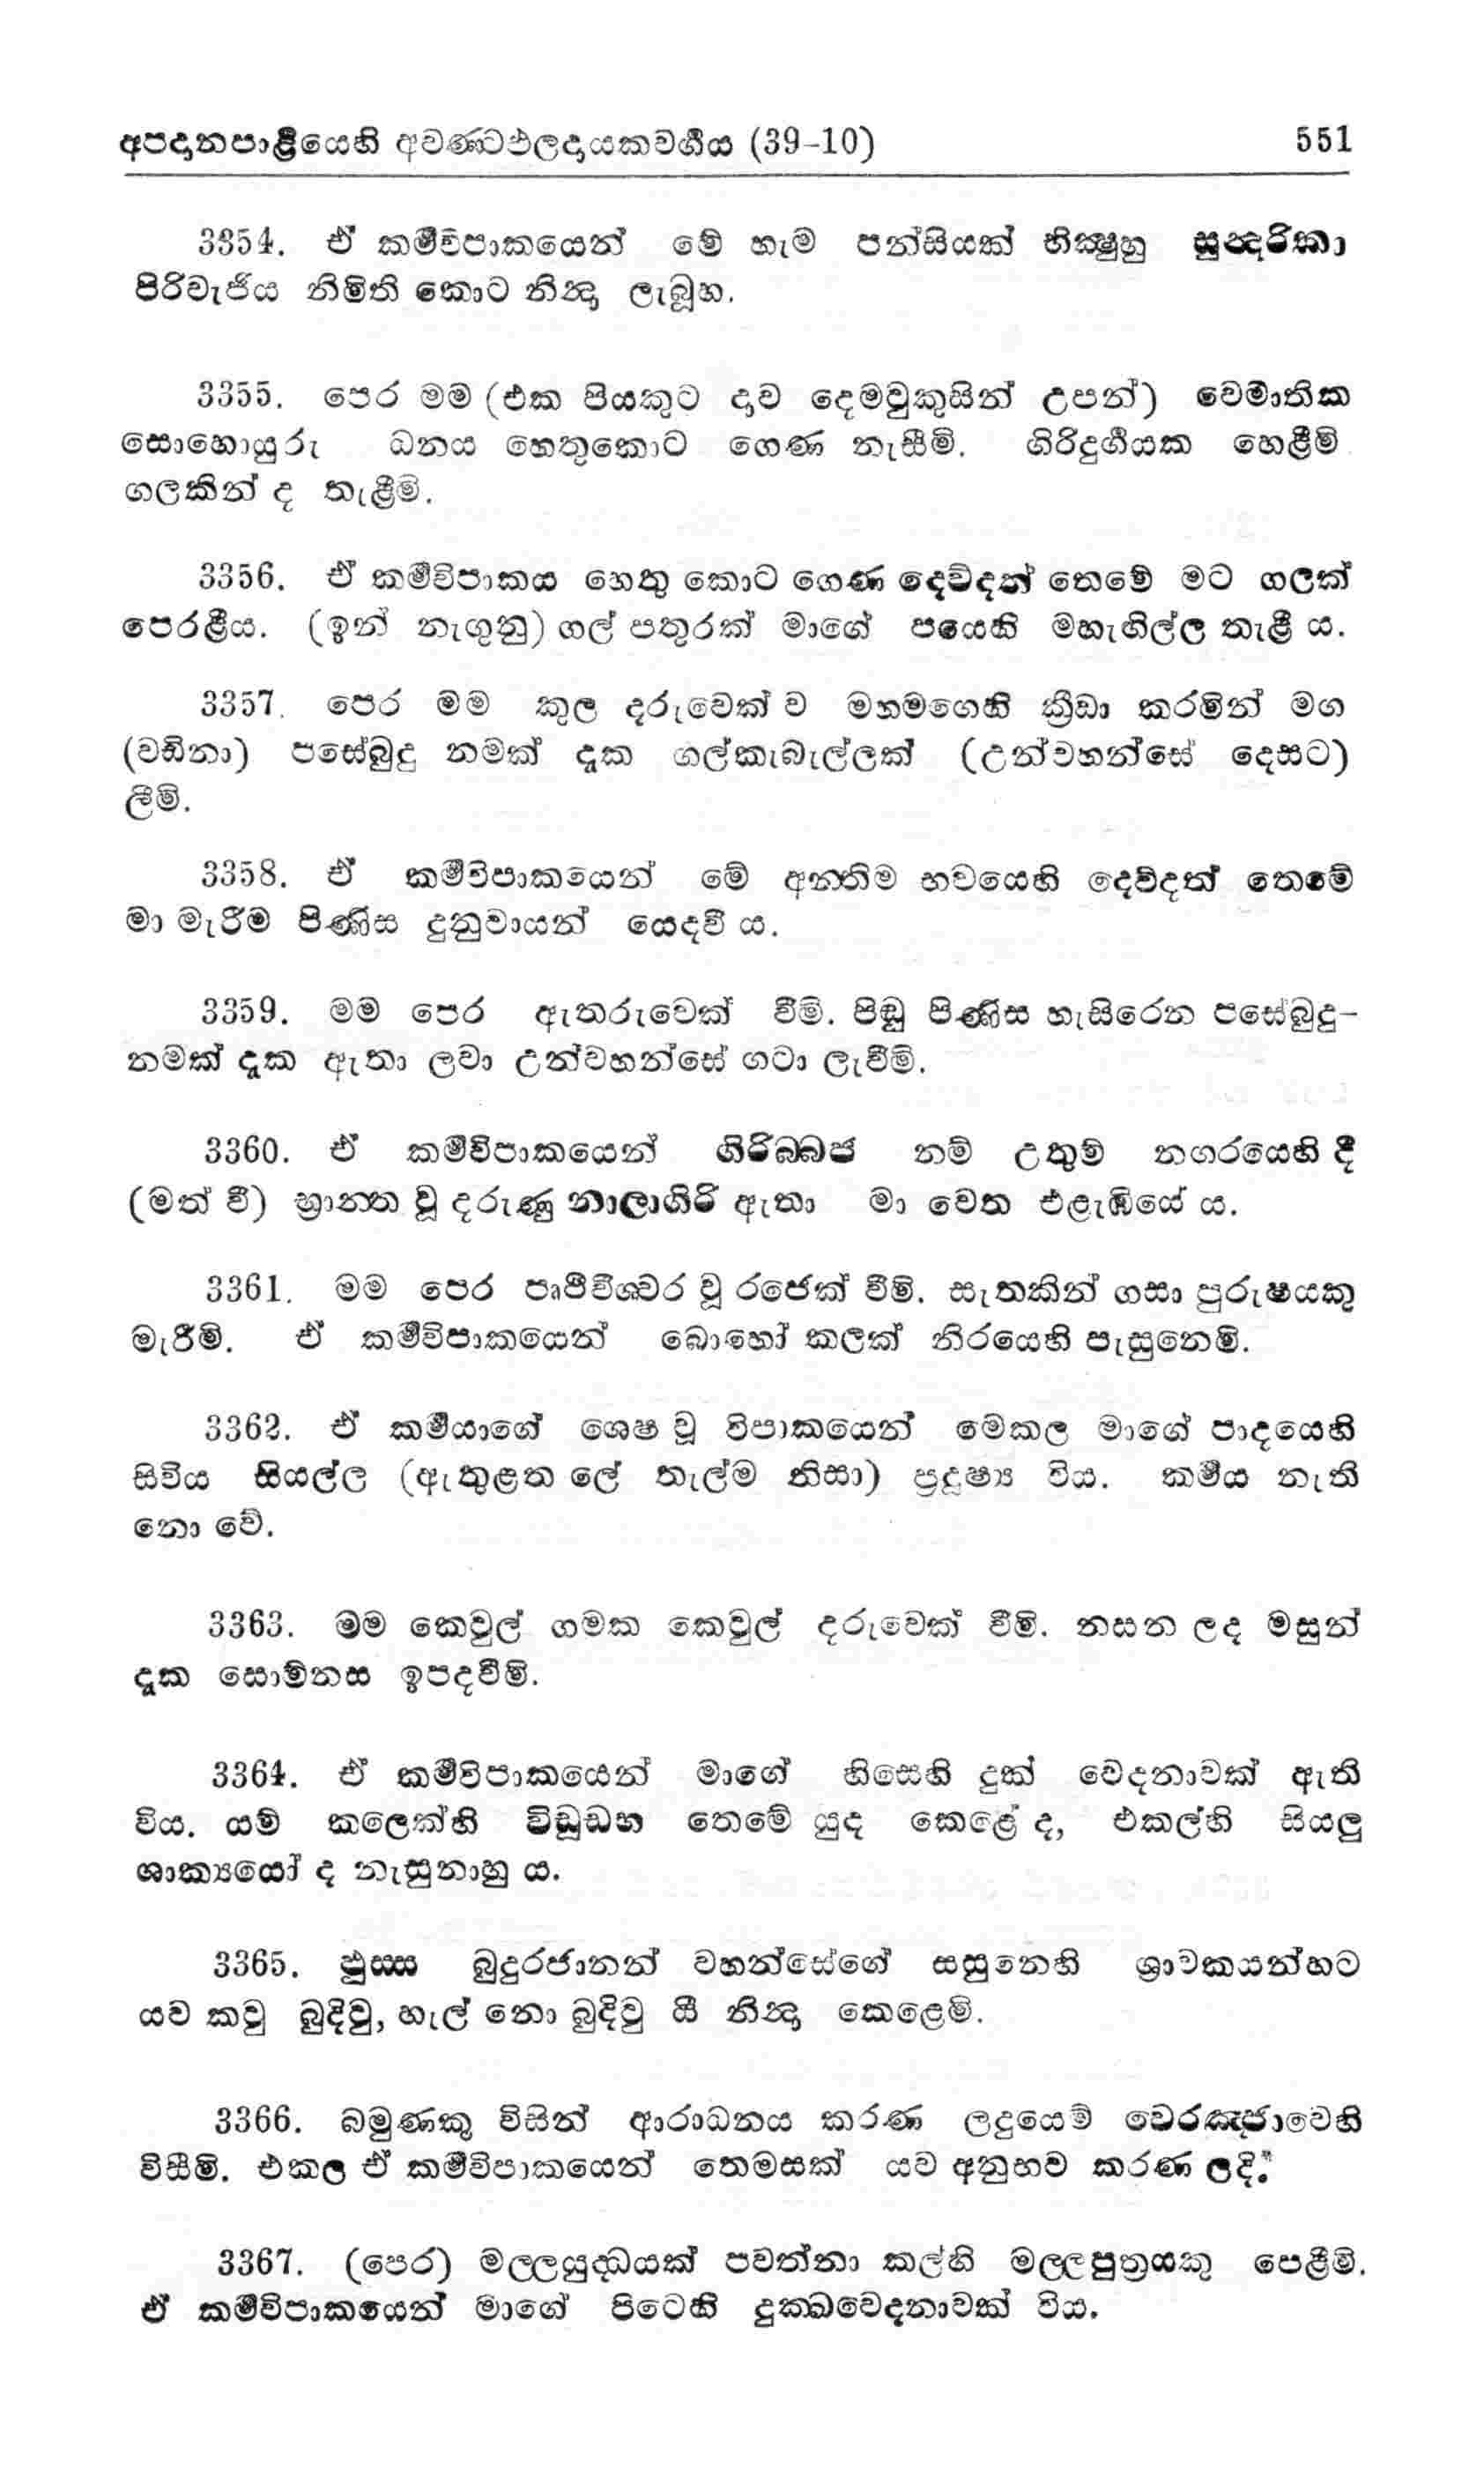 අපදානපාළියෙහි අවණ්ටඵලදායකවර්‍ගය (39-10) 551
3354. ඒ කර්‍මවිපාකයෙන් මේ හැම පන්සියක් භික්‍ෂුහු සුන්‍දරිකා
පිරිවැජිය නිමිති කොට නින්‍දා ලැබූහ.
3355. පෙර මම (එක පියකුට දාව දෙමවුකුසින් උපන්) වෙමාතික
සොහොයුරු ධනය හෙතුකොට ගෙණ නැසීමි. ගිරිදුර්‍ගයක හෙළීමි
ගලකින් ද තැළීමි.
3356. ඒ කර්‍මවිපාකය හෙතු කොට ගෙණ දෙව්දත් තෙමේ මට ගලක්
පෙරළීය. (ඉන් නැගුනු) ගල් පතුරක් මාගේ පයෙහි මහැඟිල්ල තැළී ය.
3357. පෙර මම කුල දරුවෙක් ව මහමගෙහි ක්‍රීඩා කරමින් මග
(වඩිනා) පසේබුදු නමක් දැක ගල්කැබැල්ලක් (උන්වහන්සේ දෙසට)
ලීමි.
3358. ඒ කර්‍මවිපාකයෙන් මේ අන්‍තිම භවයෙහි දෙව්දත් තෙමේ
මා මැරීම පිණිස දුනුවායන් යෙදවී ය.
3359. මම පෙර ඇතරුවෙක් වීමි. පිඬු පිණිස හැසිරෙන පසේබුදු-
නමක් දැක ඇතා ලවා උන්වහන්සේ ගටා ලැවීමි.
3360. ඒ කර්‍මවිපාකයෙන් ගිරිබ්බජ නම් උතුම් නගරයෙහි දී
(මත් වී) භ්‍රාන්‍ත වූ දරුණු නාලාගිරි ඇතා මා වෙත එළැඹියේ ය.
3361. මම පෙර පෘථිවීශ්වර වූ රජෙක් වීමි. සැතකින් ගසා පුරුෂයකු
මැරීමි. ඒ කර්‍මවිපාකයෙන් බොහෝ කලක් නිරයෙහි පැසුනෙමි.
3362. ඒ කර්‍මයාගේ ශෙෂ වූ විපාකයෙන් මෙකල මාගේ පාදයෙහි
සිවිය සියල්ල (ඇතුළත ලේ තැල්ම නිසා) ප්‍රදුෂ්‍ය විය. කර්‍මය නැති
නො වේ.
3363. මම කෙවුල් ගමක කෙවුල් දරුවෙක් වීමි. නසන ලද මසුන්
දැක සොම්නස ඉපදවීමි.
3364. ඒ කර්‍මවිපාකයෙන් මාගේ හිසෙහි දුක් වෙදනාවක් ඇති
විය. යම් කලෙක්හි විඩූඩභ තෙමේ යුද කෙළේ ද, එකල්හි සියලු
ශාක්‍යයෝ ද නැසුනාහු ය.
3365. ඵුස්ස බුදුරජානන් වහන්සේගේ සසුනෙහි ශ්‍රාවකයන්හට
යව කවු බුදිවු, හැල් නො බුදිවු යී නින්‍දා කෙළෙමි.
3366. බමුණකු විසින් ආරාධනය කරණ ලදුයෙම් වෙරඤ්ජාවෙහි
විසීමි. එකල ඒ කර්‍මවිපාකයෙන් තෙමසක් යව අනුභව කරණ ලදි.*
3367. (පෙර) මල්ලයුද්‍ධයක් පවත්නා කල්හි මල්ලපුත්‍රයකු පෙළීමි.
ඒ කර්‍මවිපාකයෙන් මාගේ පිටෙහි දුක්ඛවෙදනාවක් විය.